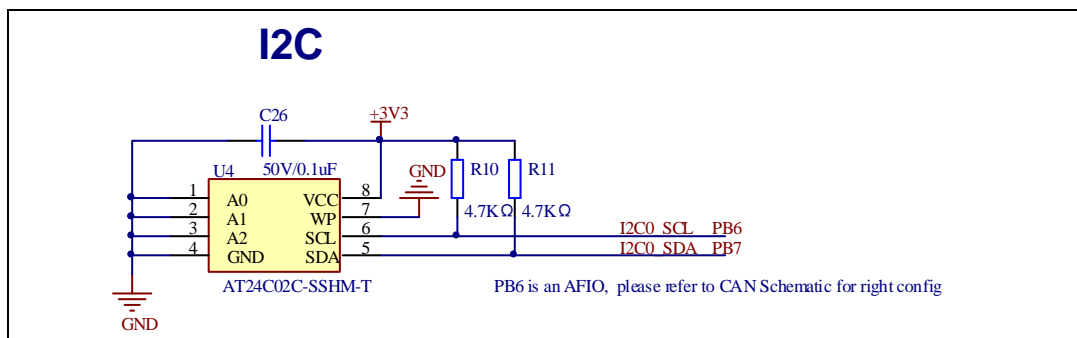 I2C
+3V3
C26
U4
50V/0.1uF
GND
R10
R11
1
A0
VCC
8
2
A1
WP
7
4.7KΩ
4.7KΩ
3
A2
SCL
6
I2C0_SCL
PB6
4
GND
SDA
5
I2C0_SDA
PB7
AT24C02C-SSHM-T
PB6 is an AFIO, please refer to CAN Schematic for right config
GND